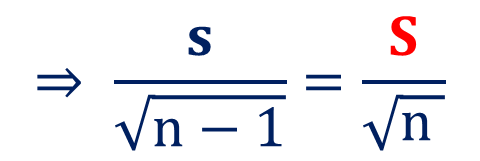 ⇒ s/√(n − 1) = S/√n